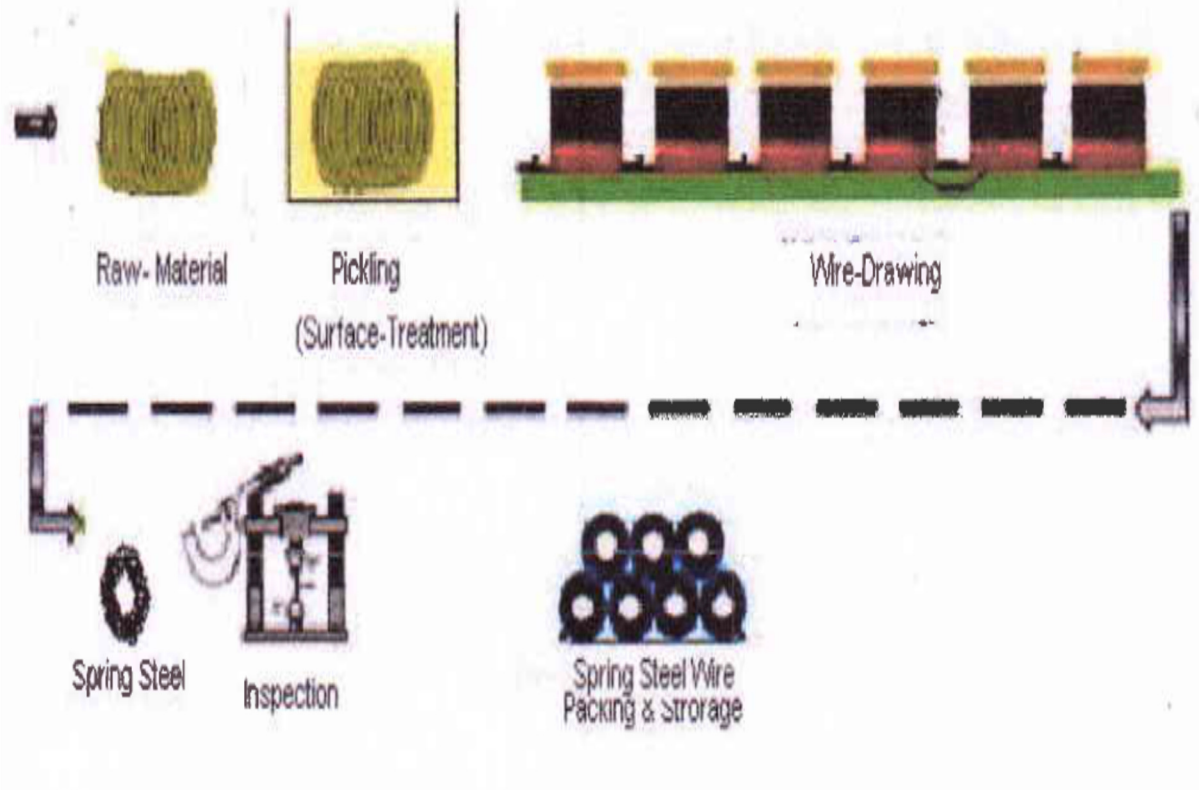 Raw- Material
Pickling
(Surface-Treatment)
Wire-Drawing
Spring Steel
Inspection
Spring Steel Wire
Packing & Strorage